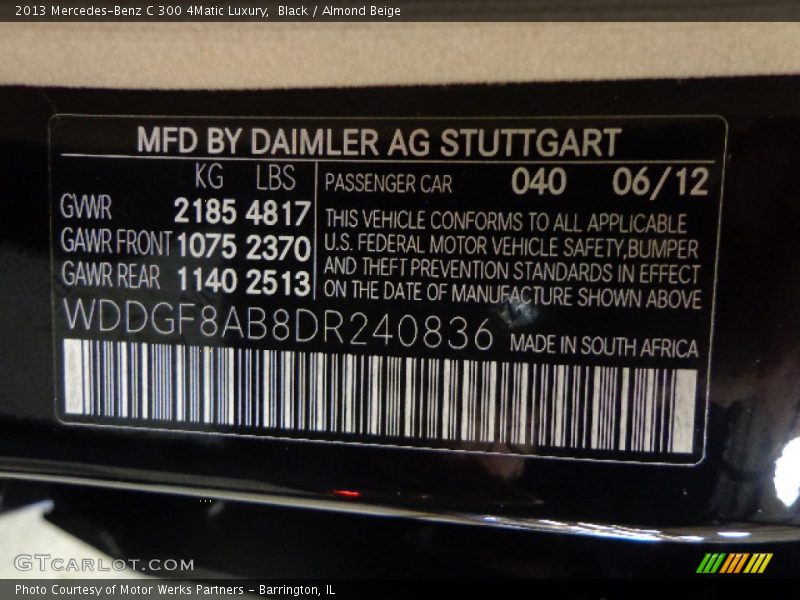 2013 Mercedes-Benz C 300 4Matic Luxury,  Black / Almond Beige
MFD BY DAIMLER AG STUTTGART
KG LBS
GVWR 2185 4817
GAWR FRONT 1075 2370
GAWR REAR 1140 2513
PASSENGER CAR 040 06/12
THIS VEHICLE CONFORMS TO ALL APPLICABLE
U.S. FEDERAL MOTOR VEHICLE SAFETY,BUMPER
AND THEFT PREVENTION STANDARDS IN EFFECT
ON THE DATE OF MANUFACTURE SHOWN ABOVE
WDDGF8AB8DR240836 MADE IN SOUTH AFRICA
GTCARLOT.COM
Photo Courtesy of Motor Werks Partners - Barrington, IL